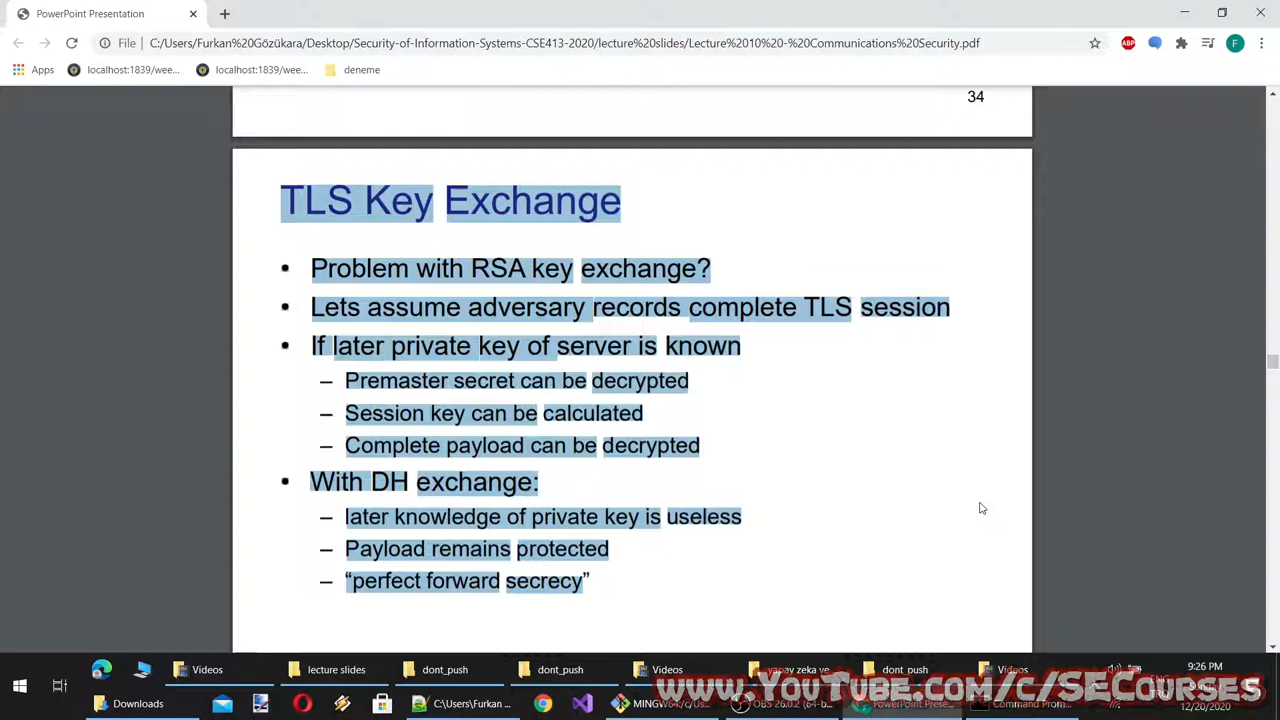 PowerPoint Presentation
File C:/Users/Furkan%20Gözükara/Desktop/Security-of-Information-Systems-CSE413-2020/lecture%20slides/Lecture%2010%20-%20Communications%20Security.pdf
ABP
F
Apps localhost:1839/wee... localhost:1839/wee... deneme
34
TLS Key Exchange
• Problem with RSA key exchange?
• Lets assume adversary records complete TLS session
• If later private key of server is known
– Premaster secret can be decrypted
– Session key can be calculated
– Complete payload can be decrypted
• With DH exchange:
– later knowledge of private key is useless
– Payload remains protected
– “perfect forward secrecy”
Videos lecture slides dont_push dont_push Videos yapay zeka ve dont_push Videos ENG 9:26 PM
Downloads C:\Users\Furkan ... MINGW64:/c/Us... OBS 26.0.2 (64-b... PowerPoint Prese... Command Prom... 12/20/2020
www.YouTube.com/c/SECourses